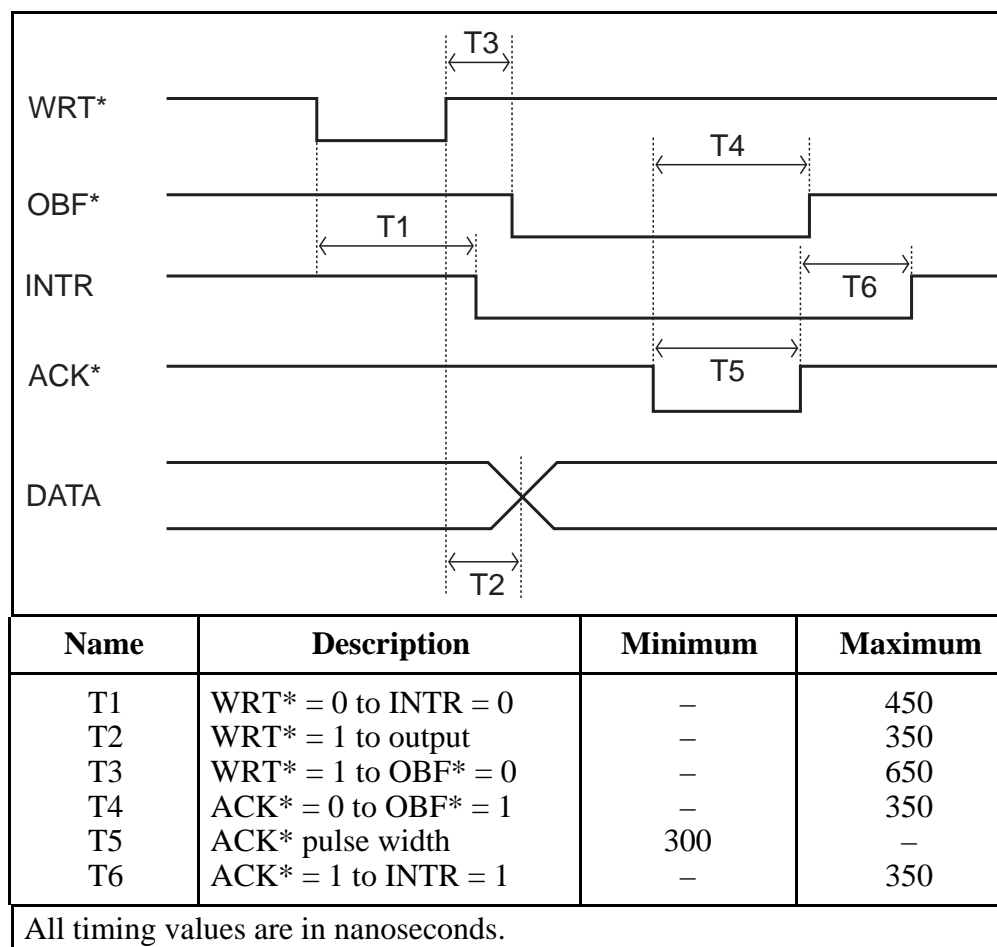 T3
WRT*
T4
OBF*
T1
INTR
T6
ACK*
T5
DATA
T2
Name Description Minimum Maximum
T1 WRT* = 0 to INTR = 0 – 450
T2 WRT* = 1 to output – 350
T3 WRT* = 1 to OBF* = 0 – 650
T4 ACK* = 0 to OBF* = 1 – 350
T5 ACK* pulse width 300 –
T6 ACK* = 1 to INTR = 1 – 350
All timing values are in nanoseconds.